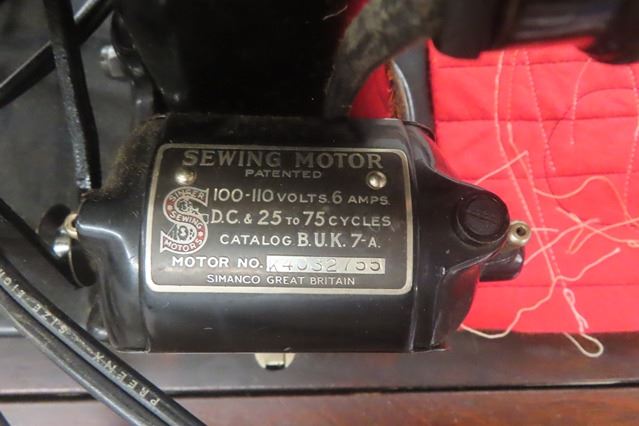 SEWING MOTOR
PATENTED
100-110 VOLTS. 6 AMPS.
D.C. & 25 TO 75 CYCLES
CATALOG B.U.K. 7-A.
MOTOR NO. K4032755
SIMANCO GREAT BRITAIN
SINGER
SEWING
MOTORS